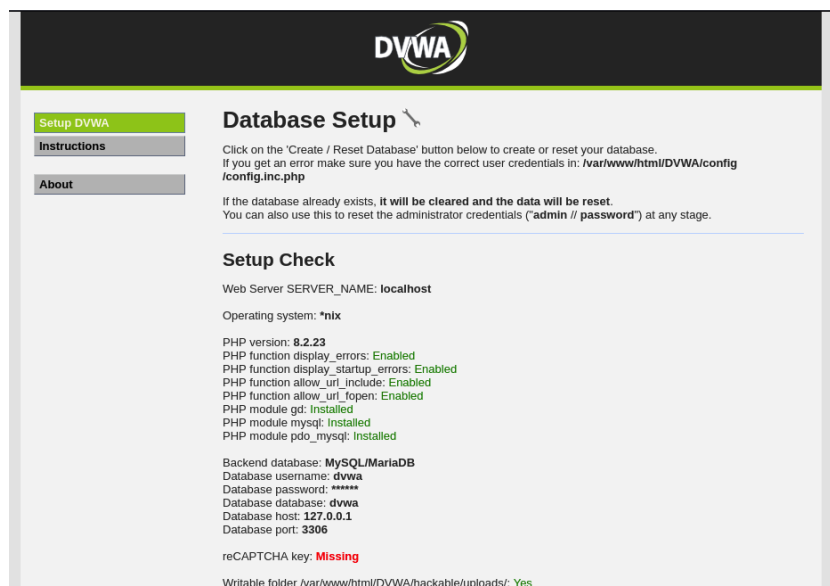 DVWA
Setup DVWA
Instructions
About
Database Setup
Click on the 'Create / Reset Database' button below to create or reset your database.
If you get an error make sure you have the correct user credentials in: /var/www/html/DVWA/config
/config.inc.php
If the database already exists, it will be cleared and the data will be reset.
You can also use this to reset the administrator credentials ("admin // password") at any stage.
Setup Check
Web Server SERVER_NAME: localhost
Operating system: *nix
PHP version: 8.2.23
PHP function display_errors: Enabled
PHP function display_startup_errors: Enabled
PHP function allow_url_include: Enabled
PHP function allow_url_fopen: Enabled
PHP module gd: Installed
PHP module mysql: Installed
PHP module pdo_mysql: Installed
Backend database: MySQL/MariaDB
Database username: dvwa
Database password: ******
Database database: dvwa
Database host: 127.0.0.1
Database port: 3306
reCAPTCHA key: Missing
Writable folder /var/www/html/DVWA/hackable/uploads/: Yes